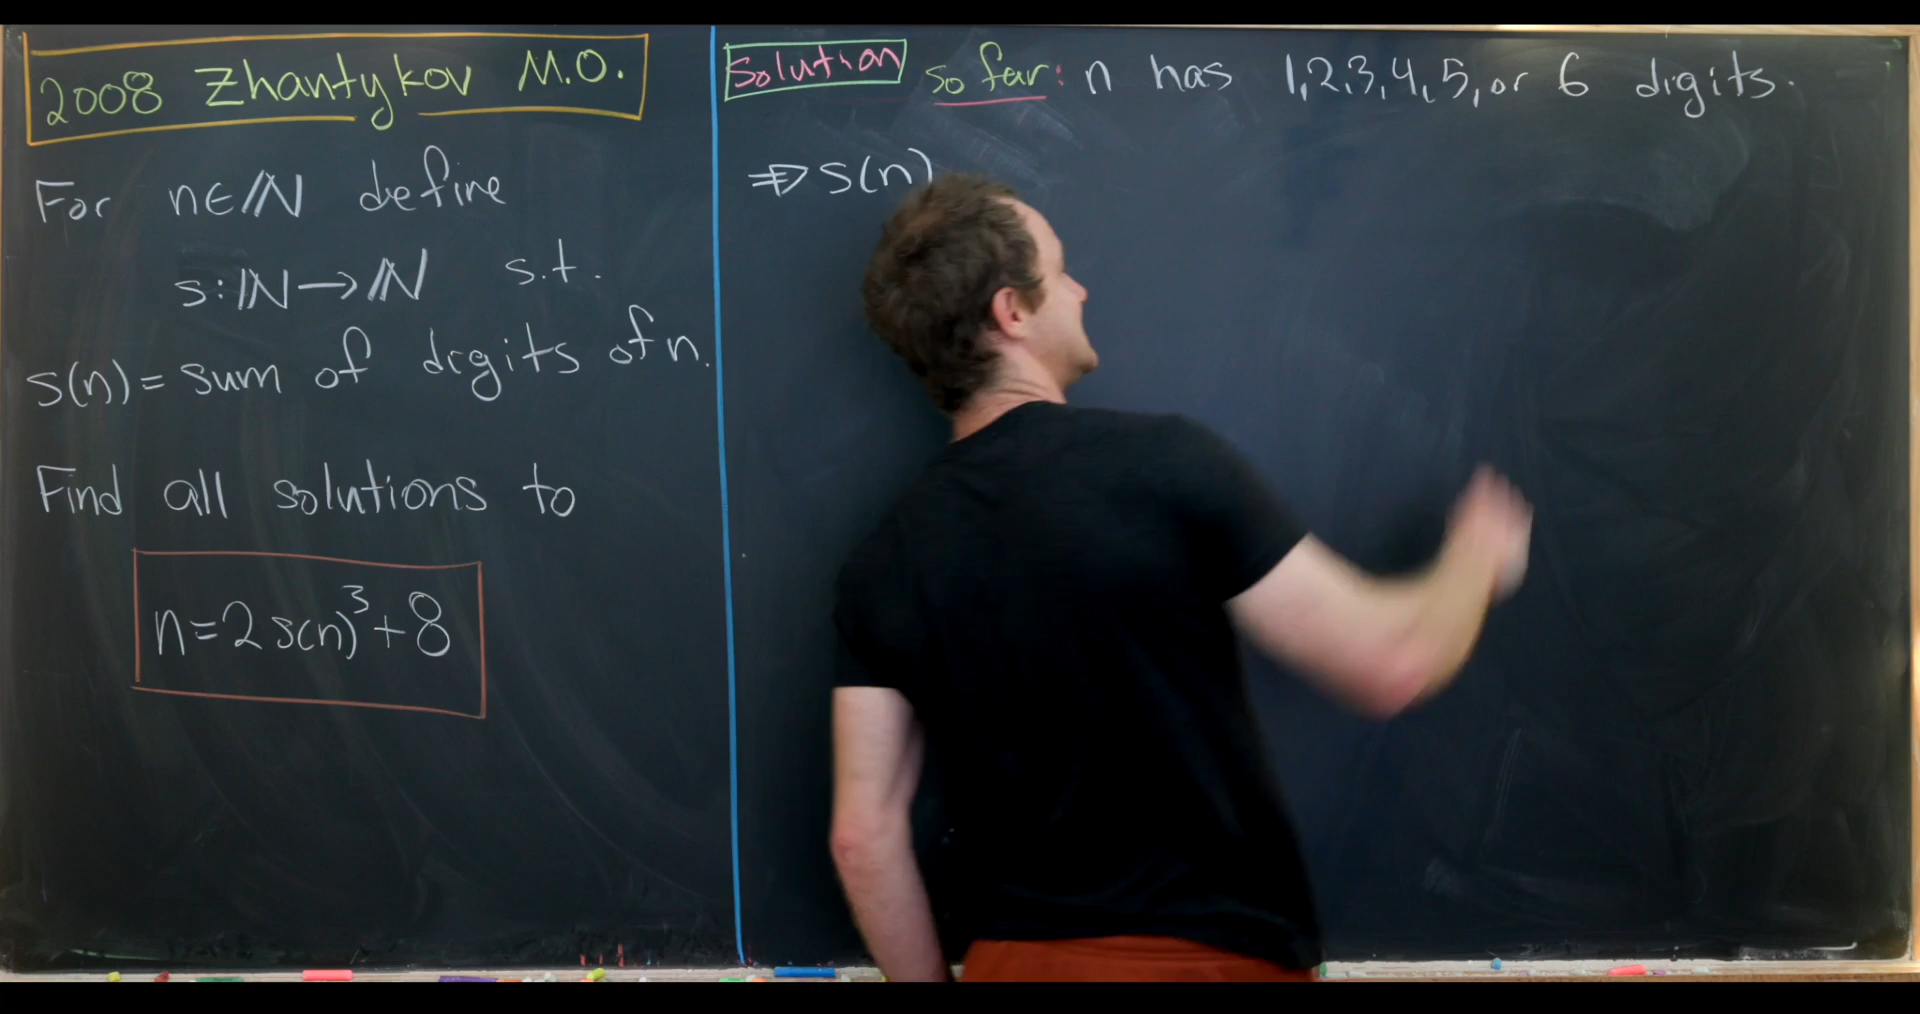 2008 Zhantykov M.O.
For n∈ℕ define
s:ℕ→ℕ s.t.
s(n)= sum of digits of n.
Find all solutions to
n=2s(n)³+8
Solution so far: n has 1,2,3,4,5,or 6 digits.
⇒ s(n)